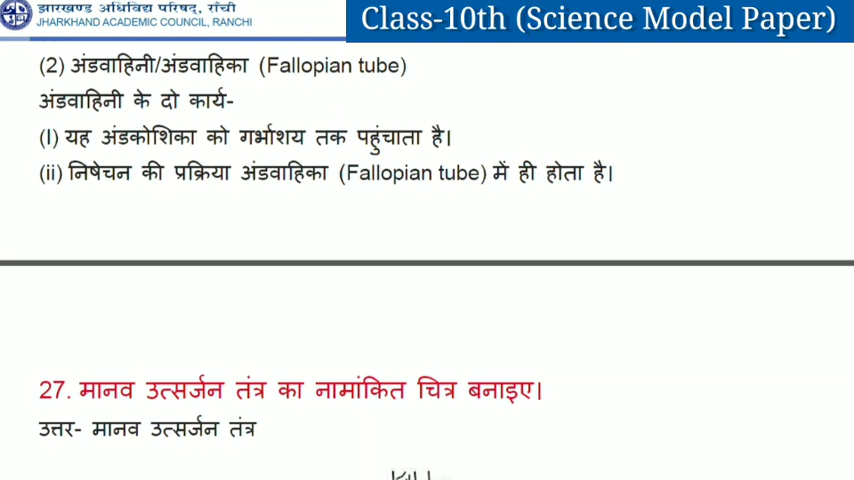 झारखण्ड अधिविद्य परिषद्, राँची
JHARKHAND ACADEMIC COUNCIL, RANCHI
Class-10th (Science Model Paper)
(2) अंडवाहिनी/अंडवाहिका (Fallopian tube)
अंडवाहिनी के दो कार्य-
(I) यह अंडकोशिका को गर्भाशय तक पहुंचाता है।
(ii) निषेचन की प्रक्रिया अंडवाहिका (Fallopian tube) में ही होता है।
27. मानव उत्सर्जन तंत्र का नामांकित चित्र बनाइए।
उत्तर- मानव उत्सर्जन तंत्र